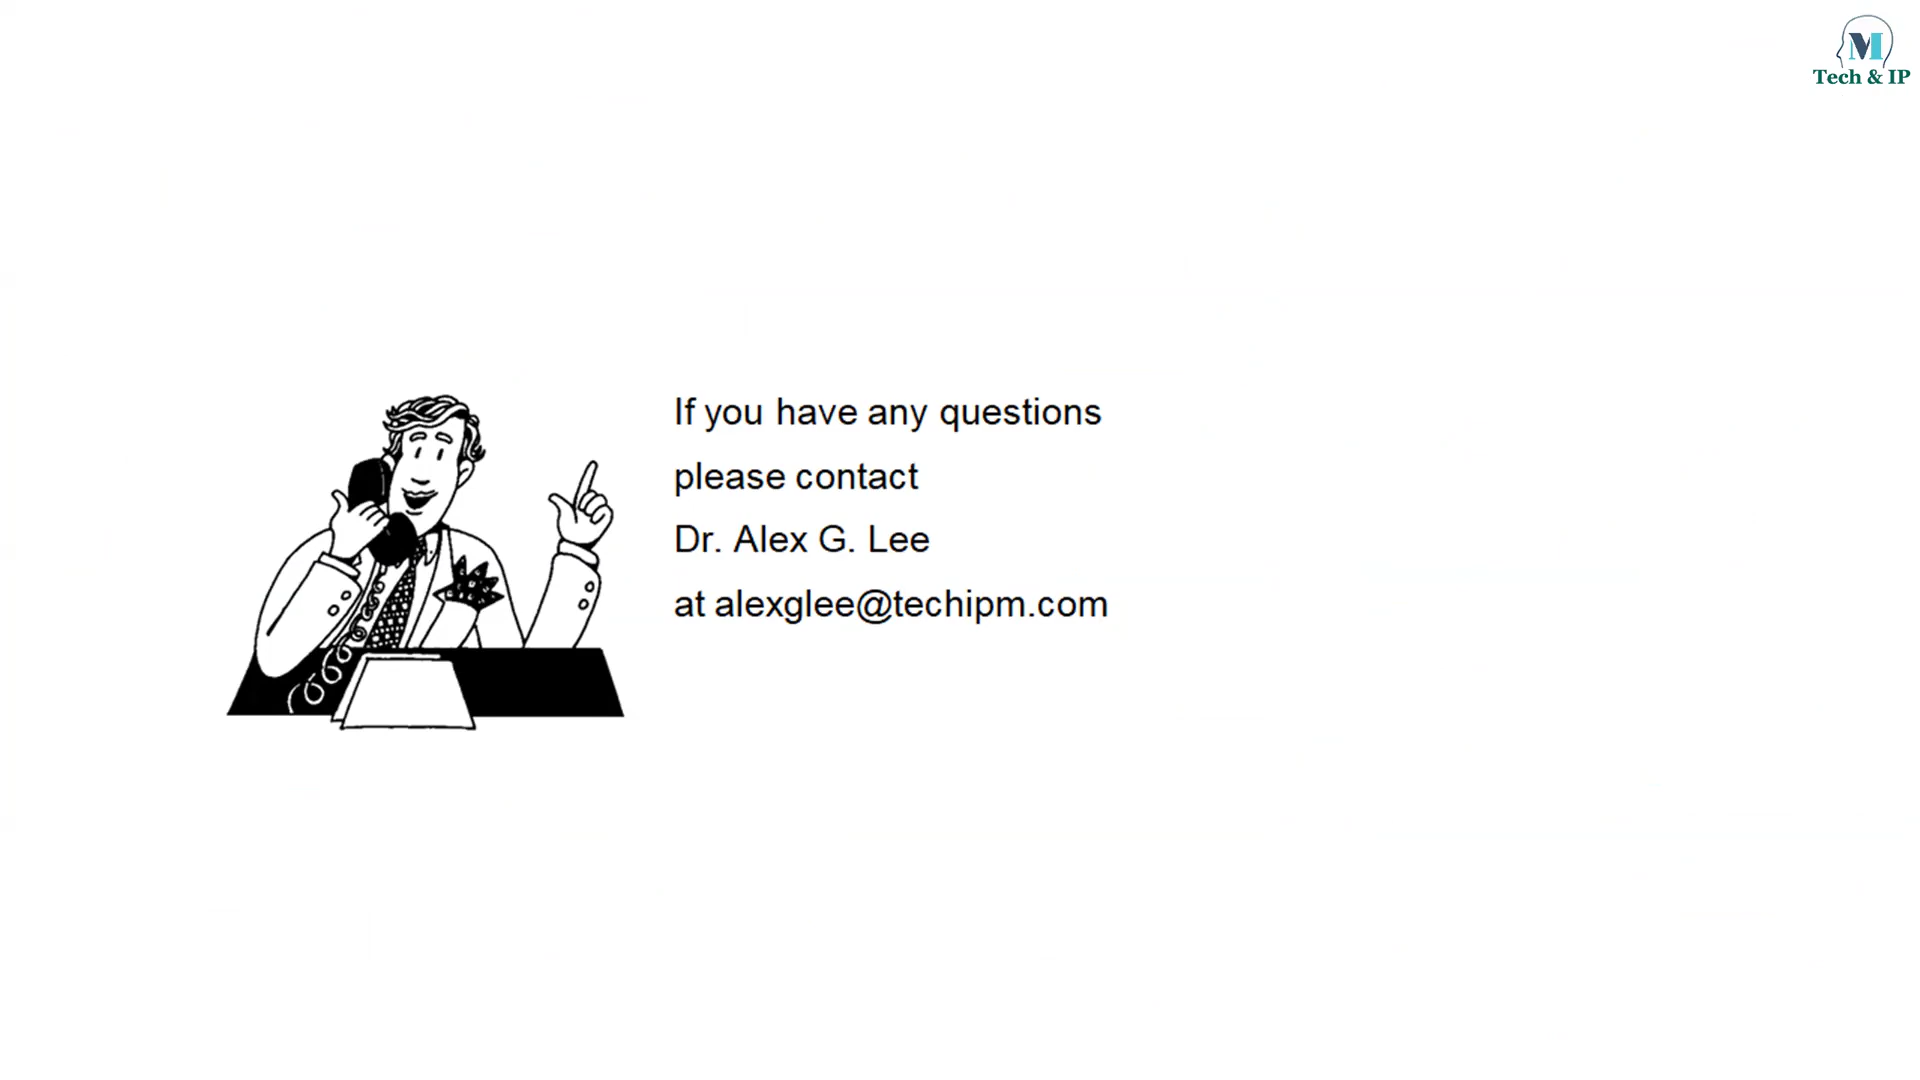 M
Tech & IP
If you have any questions
please contact
Dr. Alex G. Lee
at alexglee@techipm.com